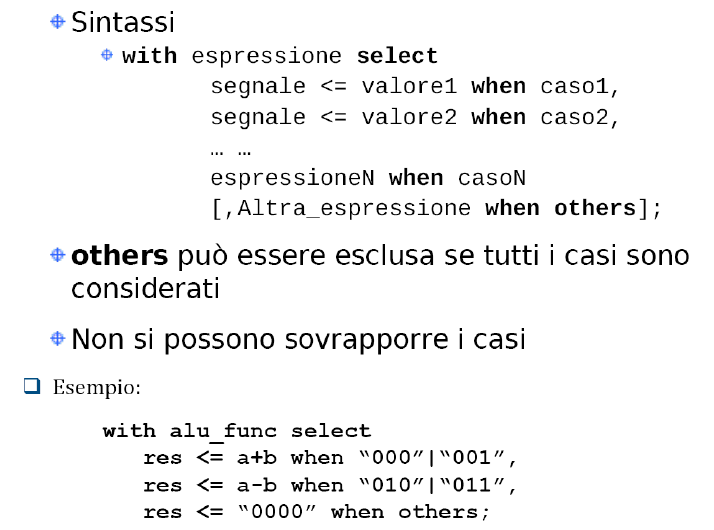 Sintassi
with espressione select
segnale <= valore1 when caso1,
segnale <= valore2 when caso2,
… …
espressioneN when casoN
[,Altra_espressione when others];
others può essere esclusa se tutti i casi sono
considerati
Non si possono sovrapporre i casi
Esempio:
with alu_func select
res <= a+b when “000”|“001”,
res <= a-b when “010”|“011”,
res <= “0000” when others;